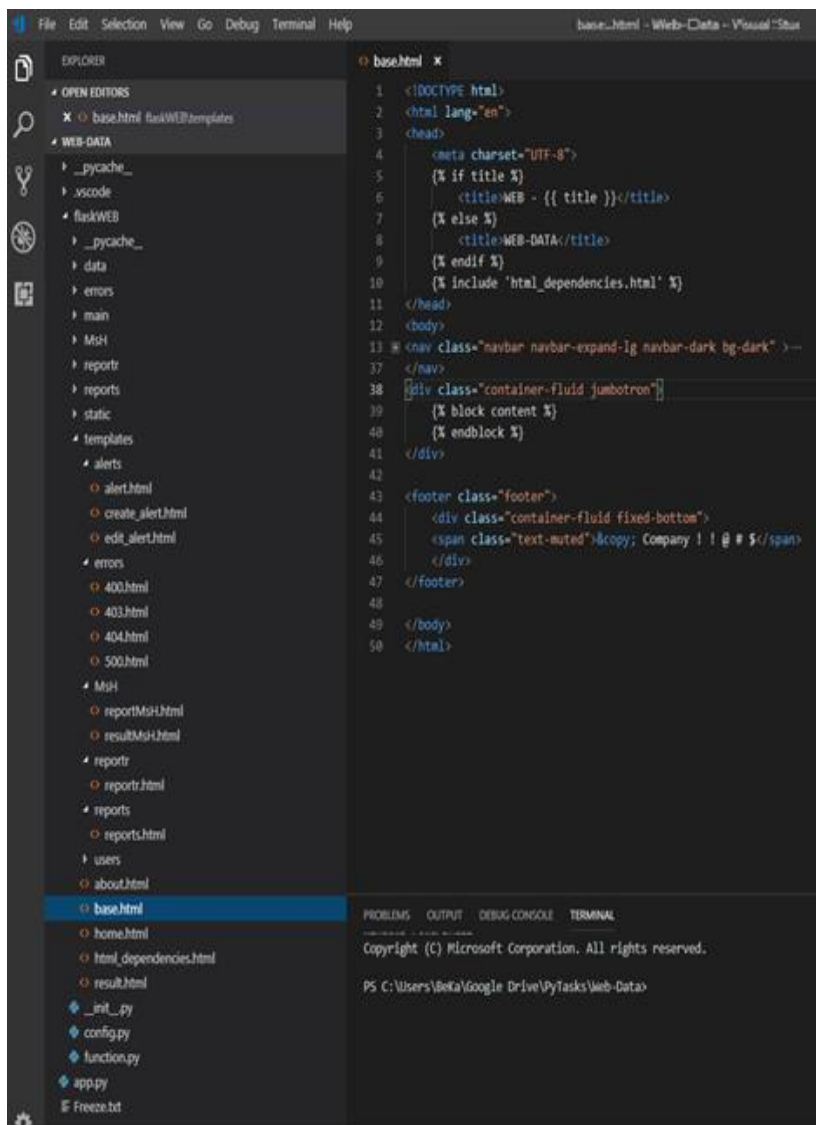 File Edit Selection View Go Debug Terminal Help
base...html - Web-Data - Visual Stu
EXPLORER
OPEN EDITORS
base.html flaskWEB\templates
WEB-DATA
__pycache__
.vscode
flaskWEB
__pycache__
data
errors
main
MsH
reportr
reports
static
templates
alerts
alert.html
create_alert.html
edit_alert.html
errors
400.html
403.html
404.html
500.html
MsH
reportMsH.html
resultMsH.html
reportr
reportr.html
reports
reports.html
users
about.html
base.html
home.html
html_dependencies.html
result.html
__init__.py
config.py
function.py
app.py
Freeze.txt
base.html
1 <!DOCTYPE html>
2 <html lang="en">
3 <head>
4 <meta charset="UTF-8">
5 {% if title %}
6 <title>WEB - {{ title }}</title>
7 {% else %}
8 <title>WEB-DATA</title>
9 {% endif %}
10 {% include 'html_dependencies.html' %}
11 </head>
12 <body>
13 <nav class="navbar navbar-expand-lg navbar-dark bg-dark" >...
37 </nav>
38 <div class="container-fluid jumbotron">
39 {% block content %}
40 {% endblock %}
41 </div>
42
43 <footer class="footer">
44 <div class="container-fluid fixed-bottom">
45 <span class="text-muted">&copy; Company ! ! @ # $</span>
46 </div>
47 </footer>
48
49 </body>
50 </html>
PROBLEMS OUTPUT DEBUG CONSOLE TERMINAL
Copyright (C) Microsoft Corporation. All rights reserved.
PS C:\Users\BeKa\Google Drive\PyTasks\Web-Data>